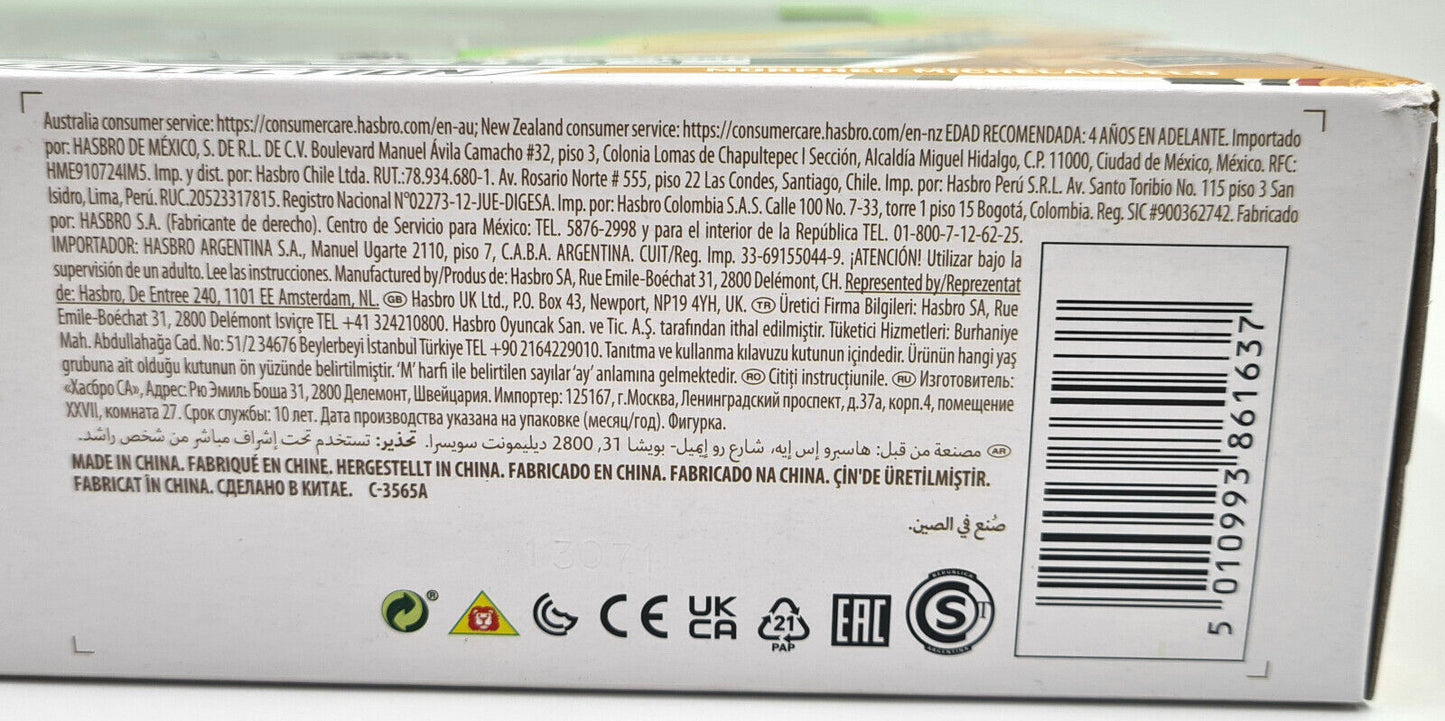 MORPHED MICHELANGELO
Australia consumer service: https://consumercare.hasbro.com/en-au; New Zealand consumer service: https://consumercare.hasbro.com/en-nz EDAD RECOMENDADA: 4 AÑOS EN ADELANTE. Importado
por: HASBRO DE MÉXICO, S. DE R.L. DE C.V. Boulevard Manuel Ávila Camacho #32, piso 3, Colonia Lomas de Chapultepec I Sección, Alcaldía Miguel Hidalgo, C.P. 11000, Ciudad de México, México. RFC:
HME910724IM5. Imp. y dist. por: Hasbro Chile Ltda. RUT.:78.934.680-1. Av. Rosario Norte # 555, piso 22 Las Condes, Santiago, Chile. Imp. por: Hasbro Perú S.R.L. Av. Santo Toribio No. 115 piso 3 San
Isidro, Lima, Perú. RUC.20523317815. Registro Nacional Nº02273-12-JUE-DIGESA. Imp. por: Hasbro Colombia S.A.S. Calle 100 No. 7-33, torre 1 piso 15 Bogotá, Colombia. Reg. SIC #900362742. Fabricado
por: HASBRO S.A. (Fabricante de derecho). Centro de Servicio para México: TEL. 5876-2998 y para el interior de la República TEL. 01-800-7-12-62-25.
IMPORTADOR: HASBRO ARGENTINA S.A., Manuel Ugarte 2110, piso 7, C.A.B.A. ARGENTINA. CUIT/Reg. Imp. 33-69155044-9. ¡ATENCIÓN! Utilizar bajo la
supervisión de un adulto. Lee las instrucciones. Manufactured by/Produs de: Hasbro SA, Rue Emile-Boéchat 31, 2800 Delémont, CH. Represented by/Reprezentat
de: Hasbro, De Entree 240, 1101 EE Amsterdam, NL. GB Hasbro UK Ltd., P.O. Box 43, Newport, NP19 4YH, UK. TR Üretici Firma Bilgileri: Hasbro SA, Rue
Emile-Boéchat 31, 2800 Delémont İsviçre TEL +41 324210800. Hasbro Oyuncak San. ve Tic. A.Ş. tarafından ithal edilmiştir. Tüketici Hizmetleri: Burhaniye
Mah. Abdullahağa Cad. No: 51/2 34676 Beylerbeyi İstanbul Türkiye TEL +90 2164229010. Tanıtma ve kullanma kılavuzu kutunun içindedir. Ürünün hangi yaş
grubuna ait olduğu kutunun ön yüzünde belirtilmiştir. ‘M’ harfi ile belirtilen sayılar ‘ay’ anlamına gelmektedir. RO Citiți instrucțiunile. RU Изготовитель:
«Хасбро СА», Адрес: Рю Эмиль Боша 31, 2800 Делемонт, Швейцария. Импортер: 125167, г.Москва, Ленинградский проспект, д.37а, корп.4, помещение
XXVII, комната 27. Срок службы: 10 лет. Дата производства указана на упаковке (месяц/год). Фигурка.
AR مصنعة من قبل: هاسبرو إس إيه، شارع رو إميل- بويشا 31, 2800 ديليمونت سويسرا. تحذير: تستخدم تحت إشراف مباشر من شخص راشد.
MADE IN CHINA. FABRIQUÉ EN CHINE. HERGESTELLT IN CHINA. FABRICADO EN CHINA. FABRICADO NA CHINA. ÇİN'DE ÜRETİLMİŞTİR.
FABRICAT ÎN CHINA. СДЕЛАНО В КИТАЕ. C-3565A
صُنع في الصين.
13071
® CE UK CA 21 PAP EAC REPUBLICA S T ARGENTINA
5 010993 861637